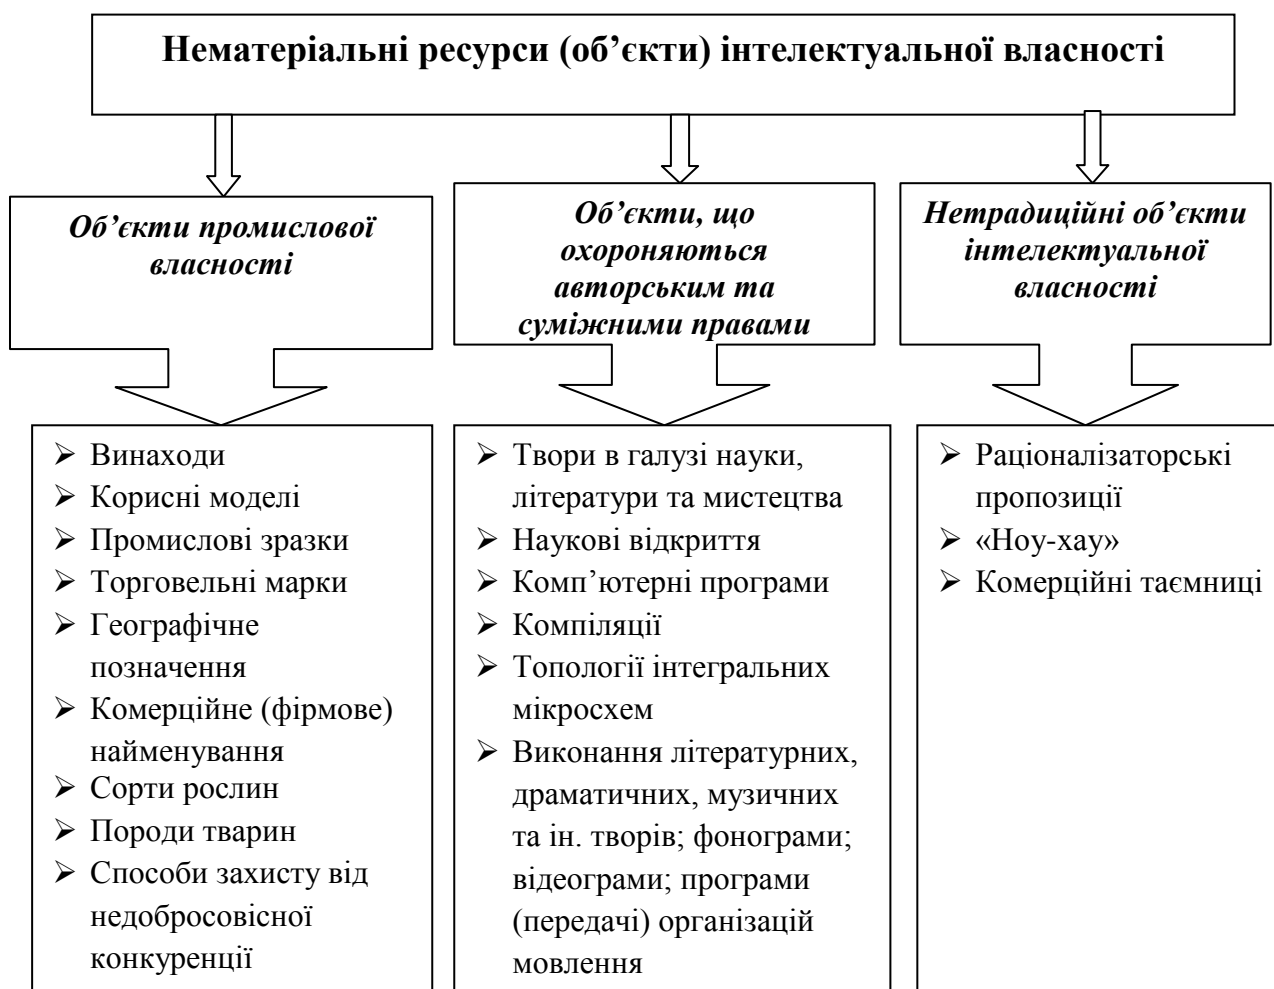 Нематеріальні ресурси (об’єкти) інтелектуальної власності
Об’єкти промислової
власності
Об’єкти, що
охороняються
авторським та
суміжними правами
Нетрадиційні об’єкти
інтелектуальної
власності
Винаходи
Корисні моделі
Промислові зразки
Торговельні марки
Географічне
позначення
Комерційне (фірмове)
найменування
Сорти рослин
Породи тварин
Способи захисту від
недобросовісної
конкуренції
Твори в галузі науки,
літератури та мистецтва
Наукові відкриття
Комп’ютерні програми
Компіляції
Топології інтегральних
мікросхем
Виконання літературних,
драматичних, музичних
та ін. творів; фонограми;
відеограми; програми
(передачі) організацій
мовлення
Раціоналізаторські
пропозиції
«Ноу-хау»
Комерційні таємниці